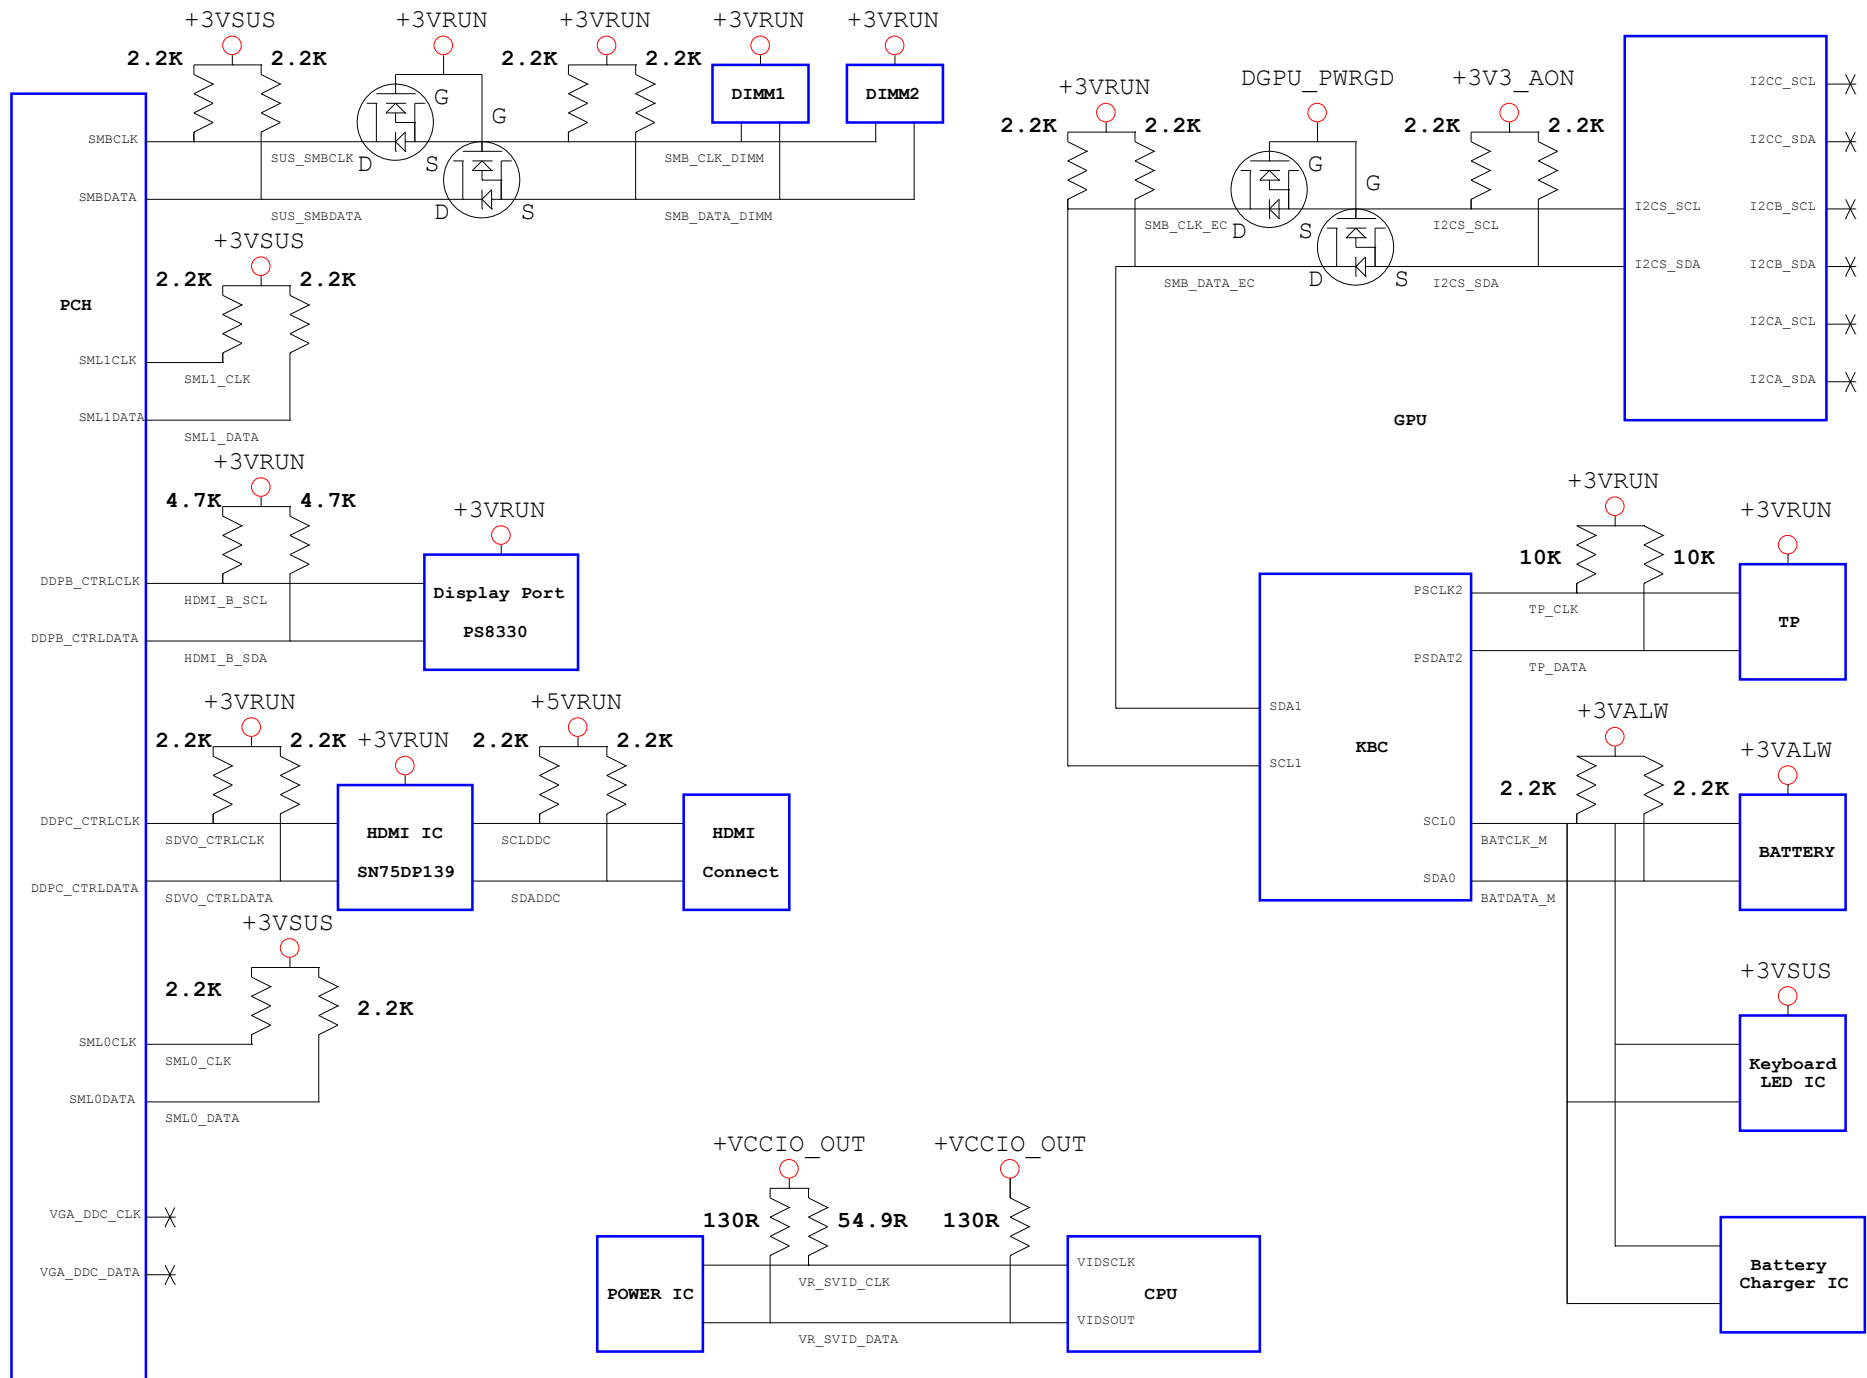 +3VSUS
+3VRUN
+3VRUN
+3VRUN
+3VRUN
2.2K
2.2K
2.2K
2.2K
DIMM1
DIMM2
G
G
SMBCLK
SUS_SMBCLK
D
S
SMB_CLK_DIMM
SMBDATA
SUS_SMBDATA
D
S
SMB_DATA_DIMM
+3VSUS
2.2K
2.2K
PCH
SML1CLK
SML1_CLK
SML1DATA
SML1_DATA
+3VRUN
4.7K
4.7K
+3VRUN
DDPB_CTRLCLK
HDMI_B_SCL
Display Port
PS8330
DDPB_CTRLDATA
HDMI_B_SDA
+3VRUN
+5VRUN
2.2K
2.2K
+3VRUN
2.2K
2.2K
DDPC_CTRLCLK
SDVO_CTRLCLK
HDMI IC
SN75DP139
SCLDDC
HDMI
Connect
DDPC_CTRLDATA
SDVO_CTRLDATA
SDADDC
+3VSUS
2.2K
2.2K
SML0CLK
SML0_CLK
SML0DATA
SML0_DATA
VGA_DDC_CLK
VGA_DDC_DATA
+VCCIO_OUT
+VCCIO_OUT
130R
54.9R
130R
POWER IC
VR_SVID_CLK
VIDSCLK
CPU
VR_SVID_DATA
VIDSOUT
+3VRUN
DGPU_PWRGD
+3V3_AON
2.2K
2.2K
2.2K
2.2K
G
G
SMB_CLK_EC
D
S
I2CS_SCL
I2CS_SCL
SMB_DATA_EC
D
S
I2CS_SDA
I2CS_SDA
I2CC_SCL
I2CC_SDA
I2CB_SCL
I2CB_SDA
I2CA_SCL
I2CA_SDA
GPU
+3VRUN
+3VRUN
10K
10K
PSCLK2
TP_CLK
TP
PSDAT2
TP_DATA
SDA1
KBC
SCL1
+3VALW
+3VALW
2.2K
2.2K
SCL0
BATCLK_M
BATTERY
SDA0
BATDATA_M
+3VSUS
Keyboard
LED IC
Battery
Charger IC